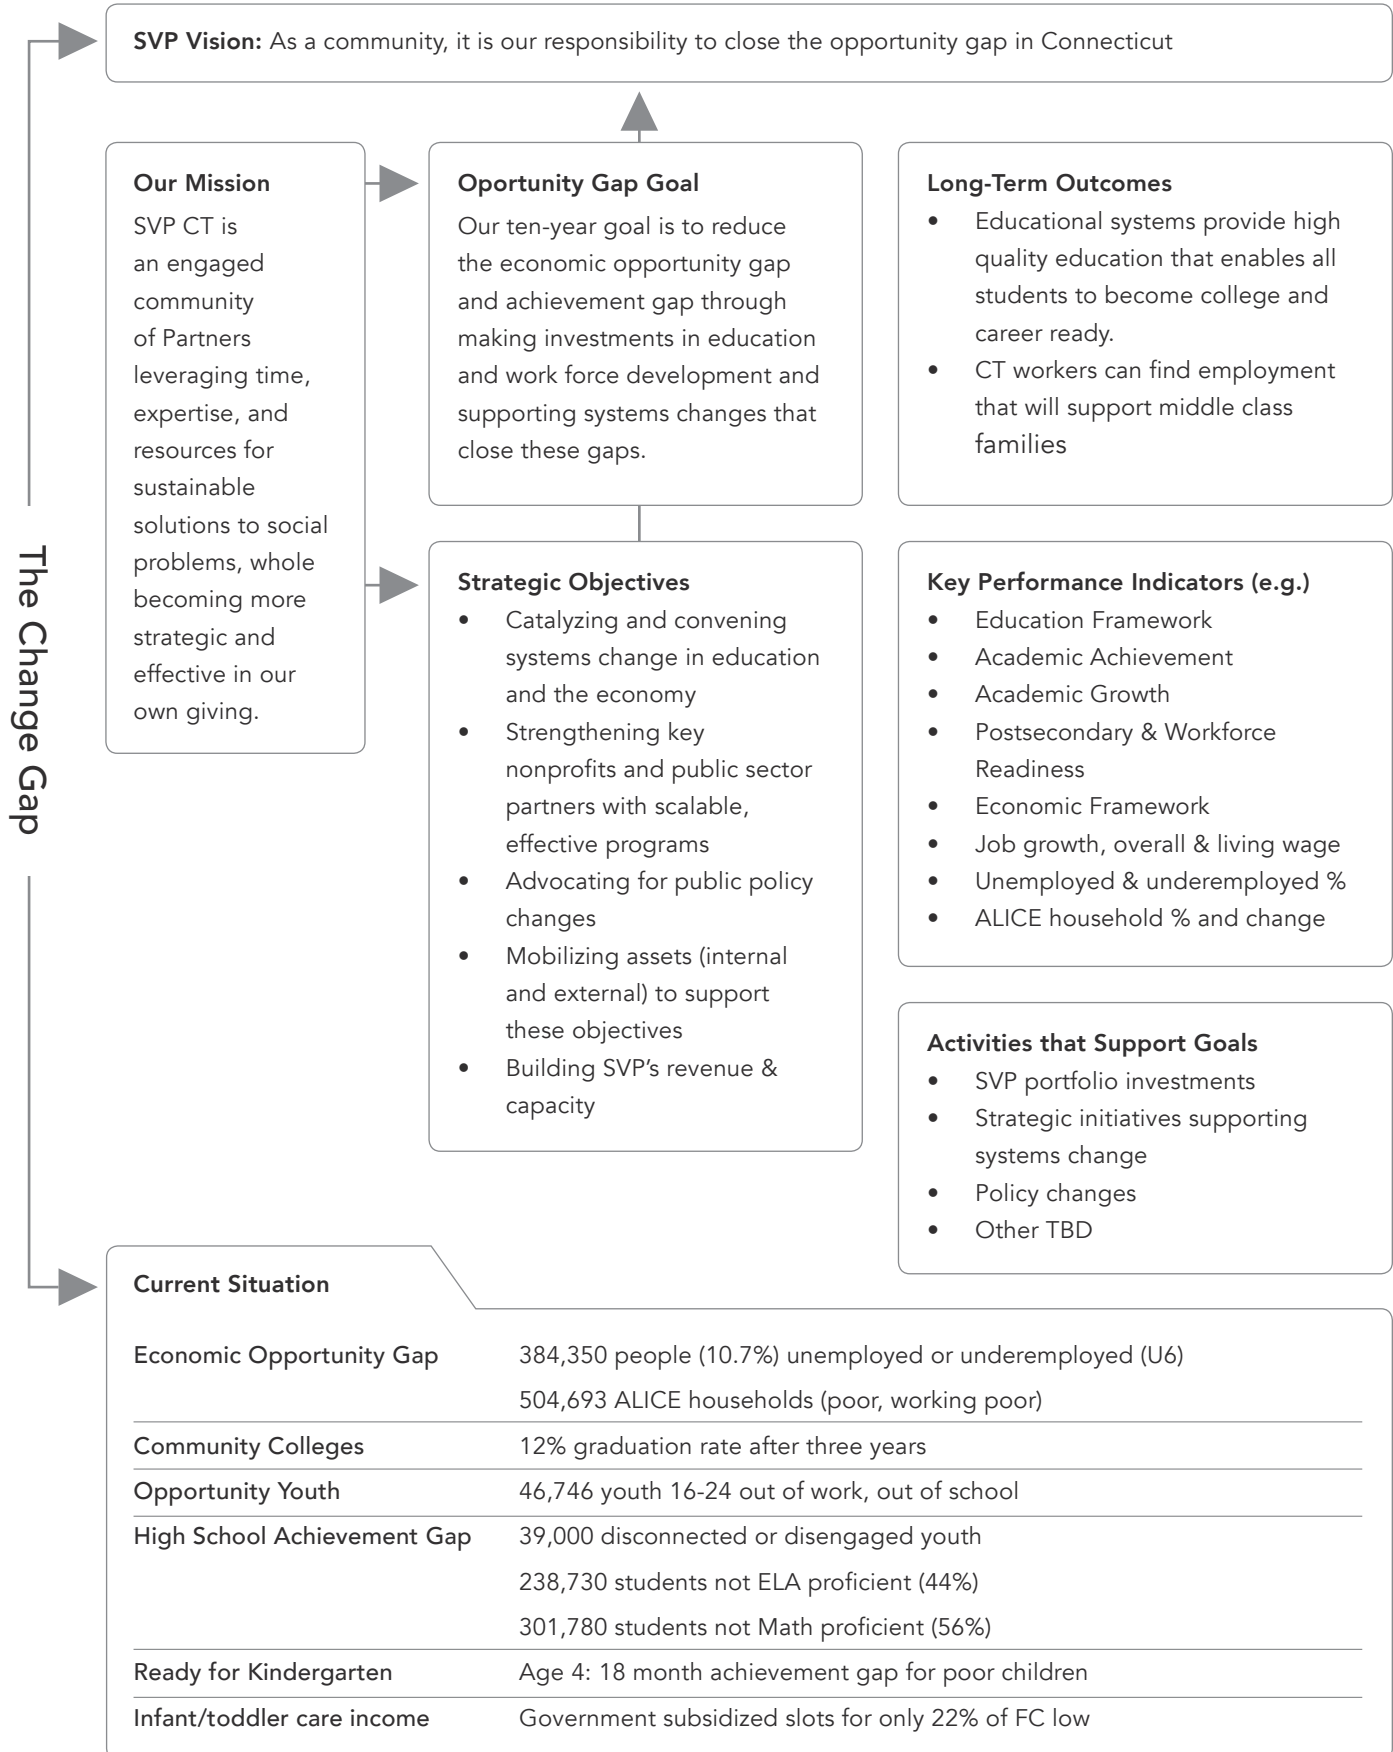 SVP Vision: As a community, it is our responsibility to close the opportunity gap in Connecticut
The Change Gap
Our Mission
SVP CT is
an engaged
community
of Partners
leveraging time,
expertise, and
resources for
sustainable
solutions to social
problems, whole
becoming more
strategic and
effective in our
own giving.
Oportunity Gap Goal
Our ten-year goal is to reduce
the economic opportunity gap
and achievement gap through
making investments in education
and work force development and
supporting systems changes that
close these gaps.
Long-Term Outcomes
• Educational systems provide high
quality education that enables all
students to become college and
career ready.
• CT workers can find employment
that will support middle class
families
Strategic Objectives
• Catalyzing and convening
systems change in education
and the economy
• Strengthening key
nonprofits and public sector
partners with scalable,
effective programs
• Advocating for public policy
changes
• Mobilizing assets (internal
and external) to support
these objectives
• Building SVP's revenue &
capacity
Key Performance Indicators (e.g.)
• Education Framework
• Academic Achievement
• Academic Growth
• Postsecondary & Workforce
Readiness
• Economic Framework
• Job growth, overall & living wage
• Unemployed & underemployed %
• ALICE household % and change
Activities that Support Goals
• SVP portfolio investments
• Strategic initiatives supporting
systems change
• Policy changes
• Other TBD
Current Situation
Economic Opportunity Gap 384,350 people (10.7%) unemployed or underemployed (U6)
504,693 ALICE households (poor, working poor)
Community Colleges 12% graduation rate after three years
Opportunity Youth 46,746 youth 16-24 out of work, out of school
High School Achievement Gap 39,000 disconnected or disengaged youth
238,730 students not ELA proficient (44%)
301,780 students not Math proficient (56%)
Ready for Kindergarten Age 4: 18 month achievement gap for poor children
Infant/toddler care income Government subsidized slots for only 22% of FC low